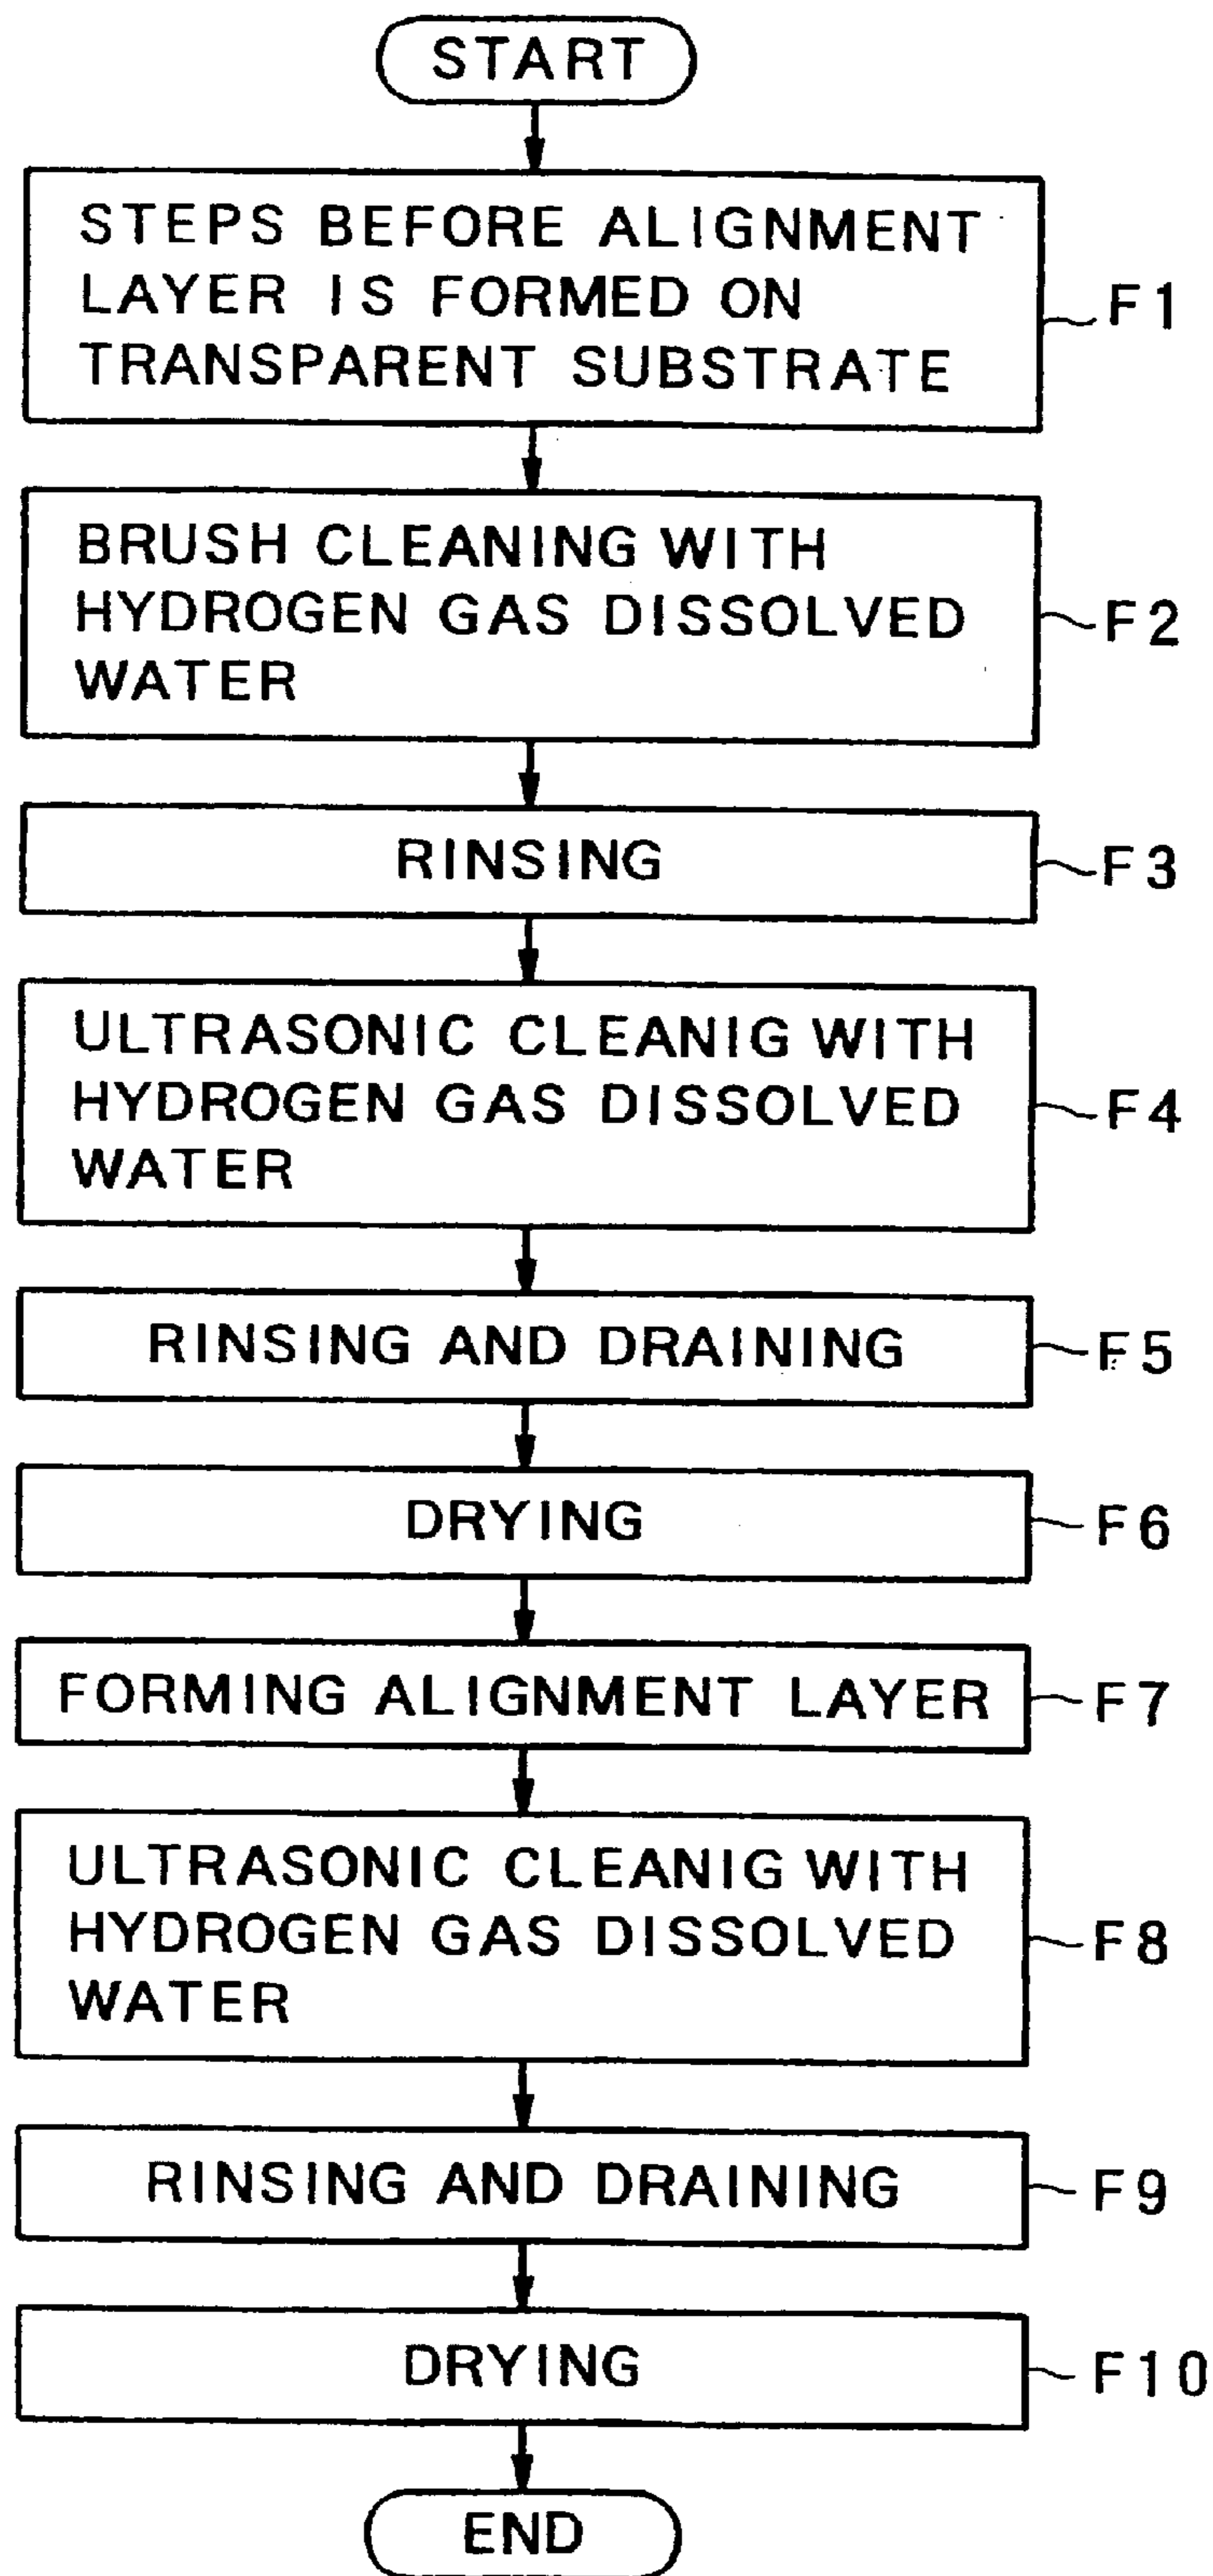 START
STEPS BEFORE ALIGNMENT
LAYER IS FORMED ON
TRANSPARENT SUBSTRATE
F1
BRUSH CLEANING WITH
HYDROGEN GAS DISSOLVED
WATER
F2
RINSING
F3
ULTRASONIC CLEANIG WITH
HYDROGEN GAS DISSOLVED
WATER
F4
RINSING AND DRAINING
F5
DRYING
F6
FORMING ALIGNMENT LAYER
F7
ULTRASONIC CLEANIG WITH
HYDROGEN GAS DISSOLVED
WATER
F8
RINSING AND DRAINING
F9
DRYING
F10
END